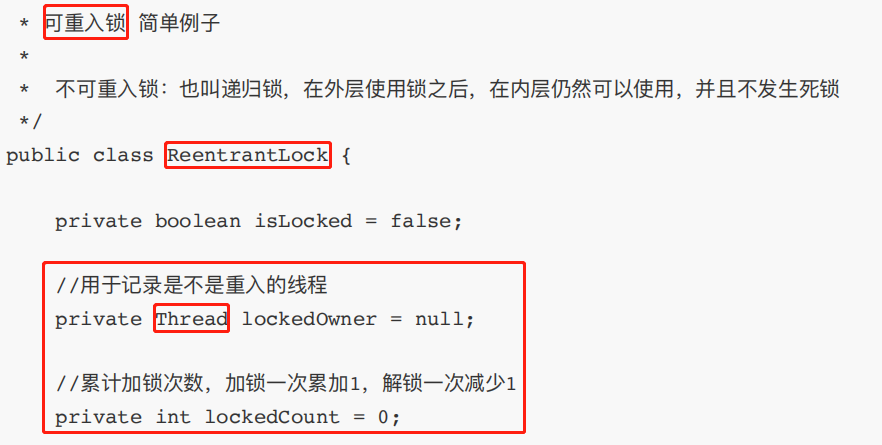 * 可重入锁 简单例子
*
* 不可重入锁：也叫递归锁，在外层使用锁之后，在内层仍然可以使用，并且不发生死锁
*/
public class ReentrantLock {
private boolean isLocked = false;
//用于记录是不是重入的线程
private Thread lockedOwner = null;
//累计加锁次数，加锁一次累加1，解锁一次减少1
private int lockedCount = 0;